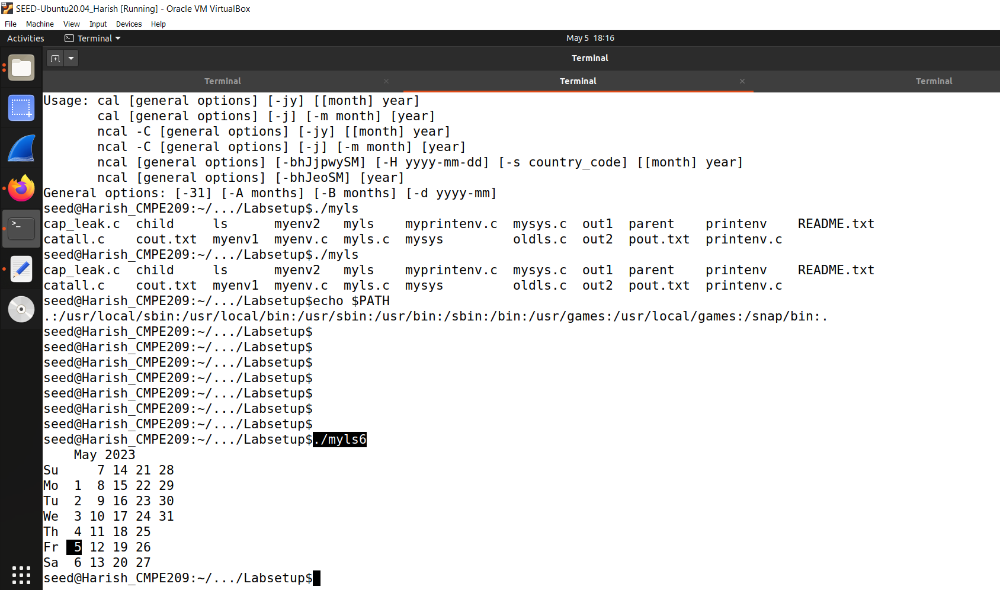 SEED-Ubuntu20.04_Harish [Running] - Oracle VM VirtualBox
File Machine View Input Devices Help
Activities Terminal May 5 18:16
Terminal
Terminal × Terminal × Terminal
Usage: cal [general options] [-jy] [[month] year]
       cal [general options] [-j] [-m month] [year]
       ncal -C [general options] [-jy] [[month] year]
       ncal -C [general options] [-j] [-m month] [year]
       ncal [general options] [-bhJjpwySM] [-H yyyy-mm-dd] [-s country_code] [[month] year]
       ncal [general options] [-bhJeoSM] [year]
General options: [-31] [-A months] [-B months] [-d yyyy-mm]
seed@Harish_CMPE209:~/.../Labsetup$./myls
cap_leak.c  child     ls      myenv2   myls    myprintenv.c  mysys.c  out1  parent    printenv    README.txt
catall.c    cout.txt  myenv1  myenv.c  myls.c  mysys         oldls.c  out2  pout.txt  printenv.c
seed@Harish_CMPE209:~/.../Labsetup$./myls
cap_leak.c  child     ls      myenv2   myls    myprintenv.c  mysys.c  out1  parent    printenv    README.txt
catall.c    cout.txt  myenv1  myenv.c  myls.c  mysys         oldls.c  out2  pout.txt  printenv.c
seed@Harish_CMPE209:~/.../Labsetup$echo $PATH
.:/usr/local/sbin:/usr/local/bin:/usr/sbin:/usr/bin:/sbin:/bin:/usr/games:/usr/local/games:/snap/bin:.
seed@Harish_CMPE209:~/.../Labsetup$
seed@Harish_CMPE209:~/.../Labsetup$
seed@Harish_CMPE209:~/.../Labsetup$
seed@Harish_CMPE209:~/.../Labsetup$
seed@Harish_CMPE209:~/.../Labsetup$
seed@Harish_CMPE209:~/.../Labsetup$
seed@Harish_CMPE209:~/.../Labsetup$
seed@Harish_CMPE209:~/.../Labsetup$./myls6
    May 2023
Su     7 14 21 28
Mo  1  8 15 22 29
Tu  2  9 16 23 30
We  3 10 17 24 31
Th  4 11 18 25
Fr  5 12 19 26
Sa  6 13 20 27
seed@Harish_CMPE209:~/.../Labsetup$